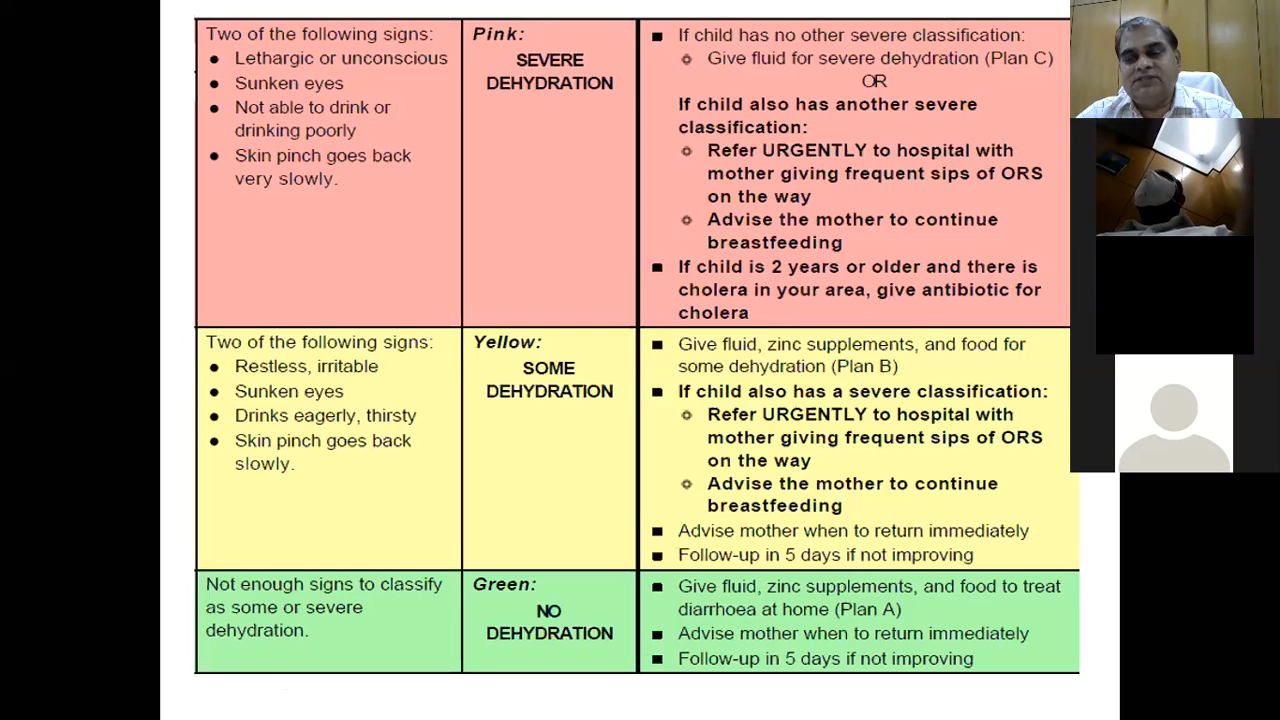 Two of the following signs:
● Lethargic or unconscious
● Sunken eyes
● Not able to drink or
drinking poorly
● Skin pinch goes back
very slowly.
Pink:
SEVERE
DEHYDRATION
■ If child has no other severe classification:
Give fluid for severe dehydration (Plan C)
OR
If child also has another severe
classification:
Refer URGENTLY to hospital with
mother giving frequent sips of ORS
on the way
Advise the mother to continue
breastfeeding
■ If child is 2 years or older and there is
cholera in your area, give antibiotic for
cholera
Two of the following signs:
● Restless, irritable
● Sunken eyes
● Drinks eagerly, thirsty
● Skin pinch goes back
slowly.
Yellow:
SOME
DEHYDRATION
■ Give fluid, zinc supplements, and food for
some dehydration (Plan B)
■ If child also has a severe classification:
Refer URGENTLY to hospital with
mother giving frequent sips of ORS
on the way
Advise the mother to continue
breastfeeding
■ Advise mother when to return immediately
■ Follow-up in 5 days if not improving
Not enough signs to classify
as some or severe
dehydration.
Green:
NO
DEHYDRATION
■ Give fluid, zinc supplements, and food to treat
diarrhoea at home (Plan A)
■ Advise mother when to return immediately
■ Follow-up in 5 days if not improving